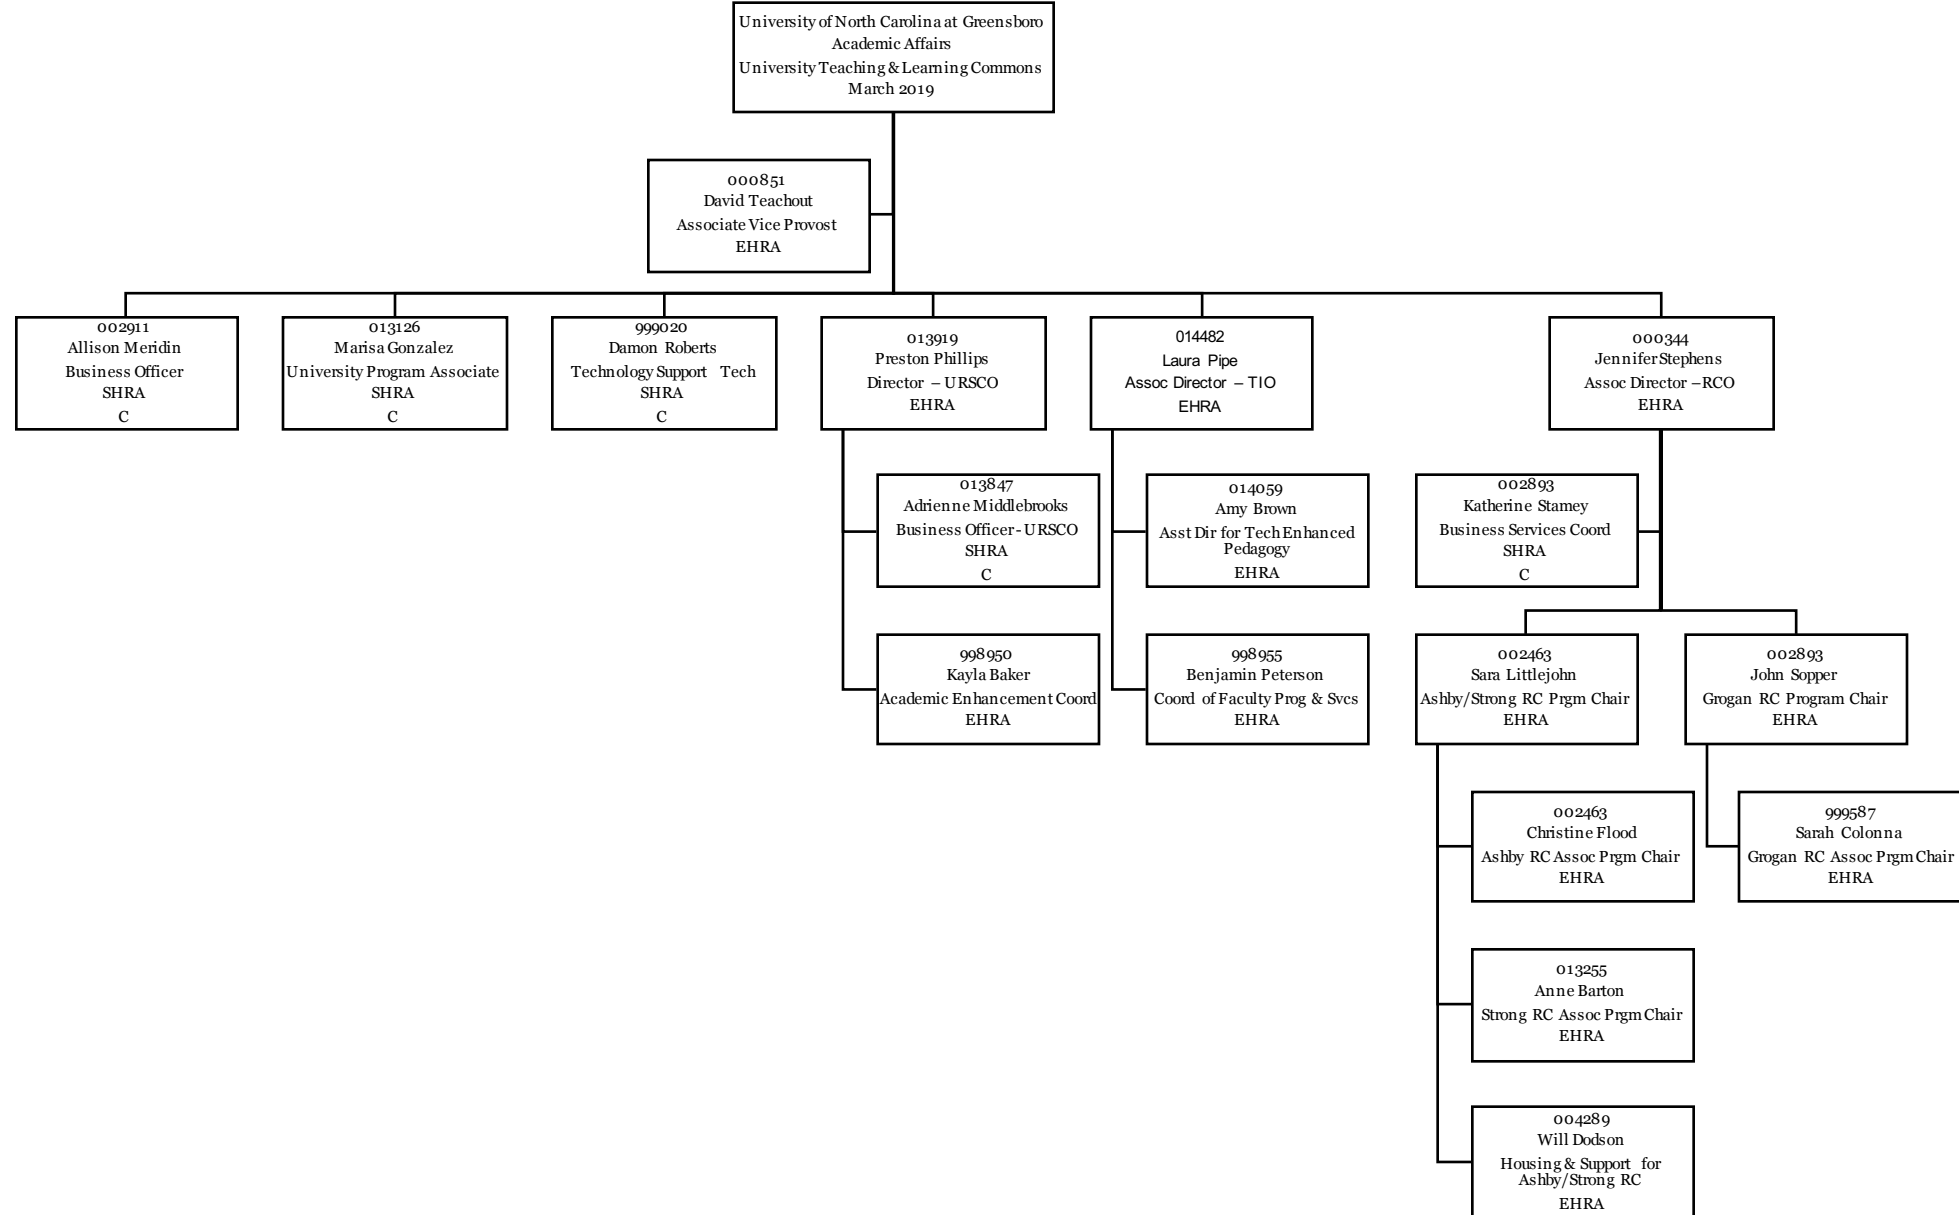 University of North Carolina at Greensboro
Academic Affairs
University Teaching & Learning Commons
March 2019
000851
David Teachout
Associate Vice Provost
EHRA
002911
Allison Meridin
Business Officer
SHRA
C
013126
Marisa Gonzalez
University Program Associate
SHRA
C
999020
Damon Roberts
Technology Support Tech
SHRA
C
013919
Preston Phillips
Director – URSCO
EHRA
014482
Laura Pipe
Assoc Director – TIO
EHRA
000344
Jennifer Stephens
Assoc Director – RCO
EHRA
013847
Adrienne Middlebrooks
Business Officer - URSCO
SHRA
C
014059
Amy Brown
Asst Dir for Tech Enhanced
Pedagogy
EHRA
002893
Katherine Stamey
Business Services Coord
SHRA
C
998950
Kayla Baker
Academic Enhancement Coord
EHRA
998955
Benjamin Peterson
Coord of Faculty Prog & Svcs
EHRA
002463
Sara Littlejohn
Ashby/Strong RC Prgm Chair
EHRA
002893
John Sopper
Grogan RC Program Chair
EHRA
002463
Christine Flood
Ashby RC Assoc Prgm Chair
EHRA
999587
Sarah Colonna
Grogan RC Assoc Prgm Chair
EHRA
013255
Anne Barton
Strong RC Assoc Prgm Chair
EHRA
004289
Will Dodson
Housing & Support for
Ashby/Strong RC
EHRA